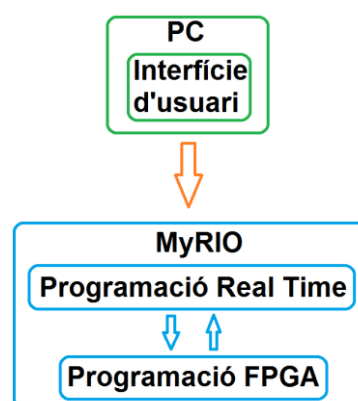 PC
Interfície
d'usuari
MyRIO
Programació Real Time
Programació FPGA